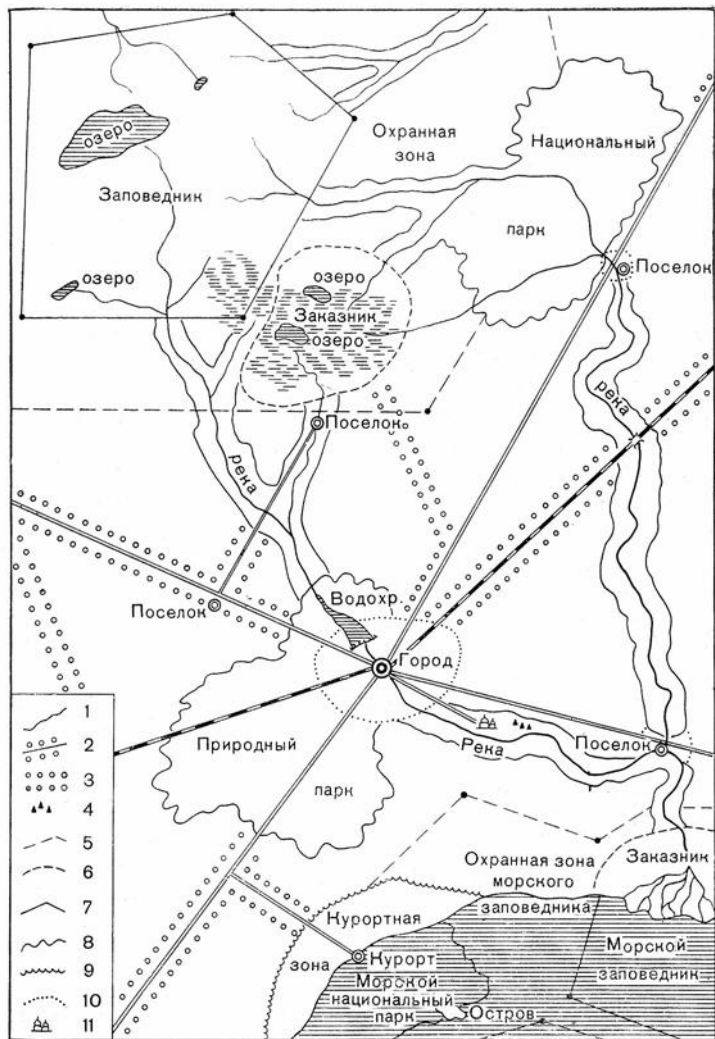 озеро
Охранная
зона
Национальный
Заповедник
парк
озеро
озеро
Поселок
Заказник
озеро
Поселок
река
река
Поселок
Водохр.
Город
Природный
Река
Поселок
парк
Охранная зона
морского
заповедника
Заказник
Курортная
зона
Курорт
Морской
национальный
парк
Остров
Морской
заповедник
1
2
3
4
5
6
7
8
9
10
11